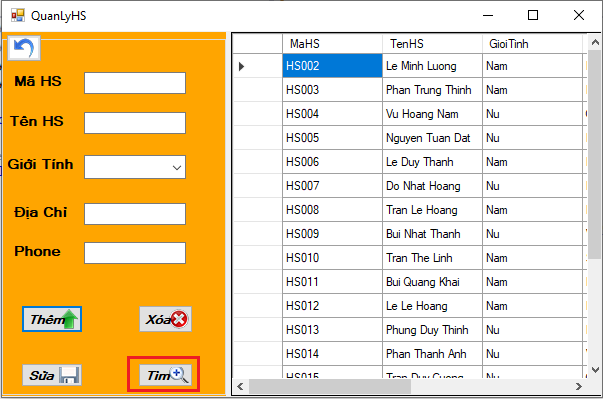 QuanLyHS
Mã HS
Tên HS
Giới Tính
Địa Chỉ
Phone
Thêm
Xóa
Sửa
Tìm
MaHS TenHS GioiTinh
HS002 Le Minh Luong Nam
HS003 Phan Trung Thinh Nam
HS004 Vu Hoang Nam Nu
HS005 Nguyen Tuan Dat Nu
HS006 Le Duy Thanh Nam
HS007 Do Nhat Hoang Nu
HS008 Tran Le Hoang Nam
HS009 Bui Nhat Thanh Nu
HS010 Tran The Linh Nam
HS011 Bui Quang Khai Nam
HS012 Le Le Hoang Nam
HS013 Phung Duy Thinh Nu
HS014 Phan Thanh Anh Nu
HS015 Tran Duy Cuong Nam